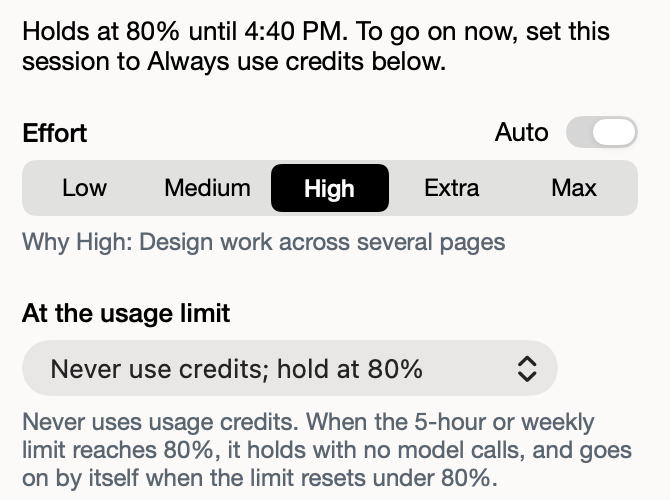 Holds at 80% until 4:40 PM. To go on now, set this
session to Always use credits below.
Effort
Auto
Low Medium High Extra Max
Why High: Design work across several pages
At the usage limit
Never use credits; hold at 80%
Never uses usage credits. When the 5-hour or weekly
limit reaches 80%, it holds with no model calls, and goes
on by itself when the limit resets under 80%.